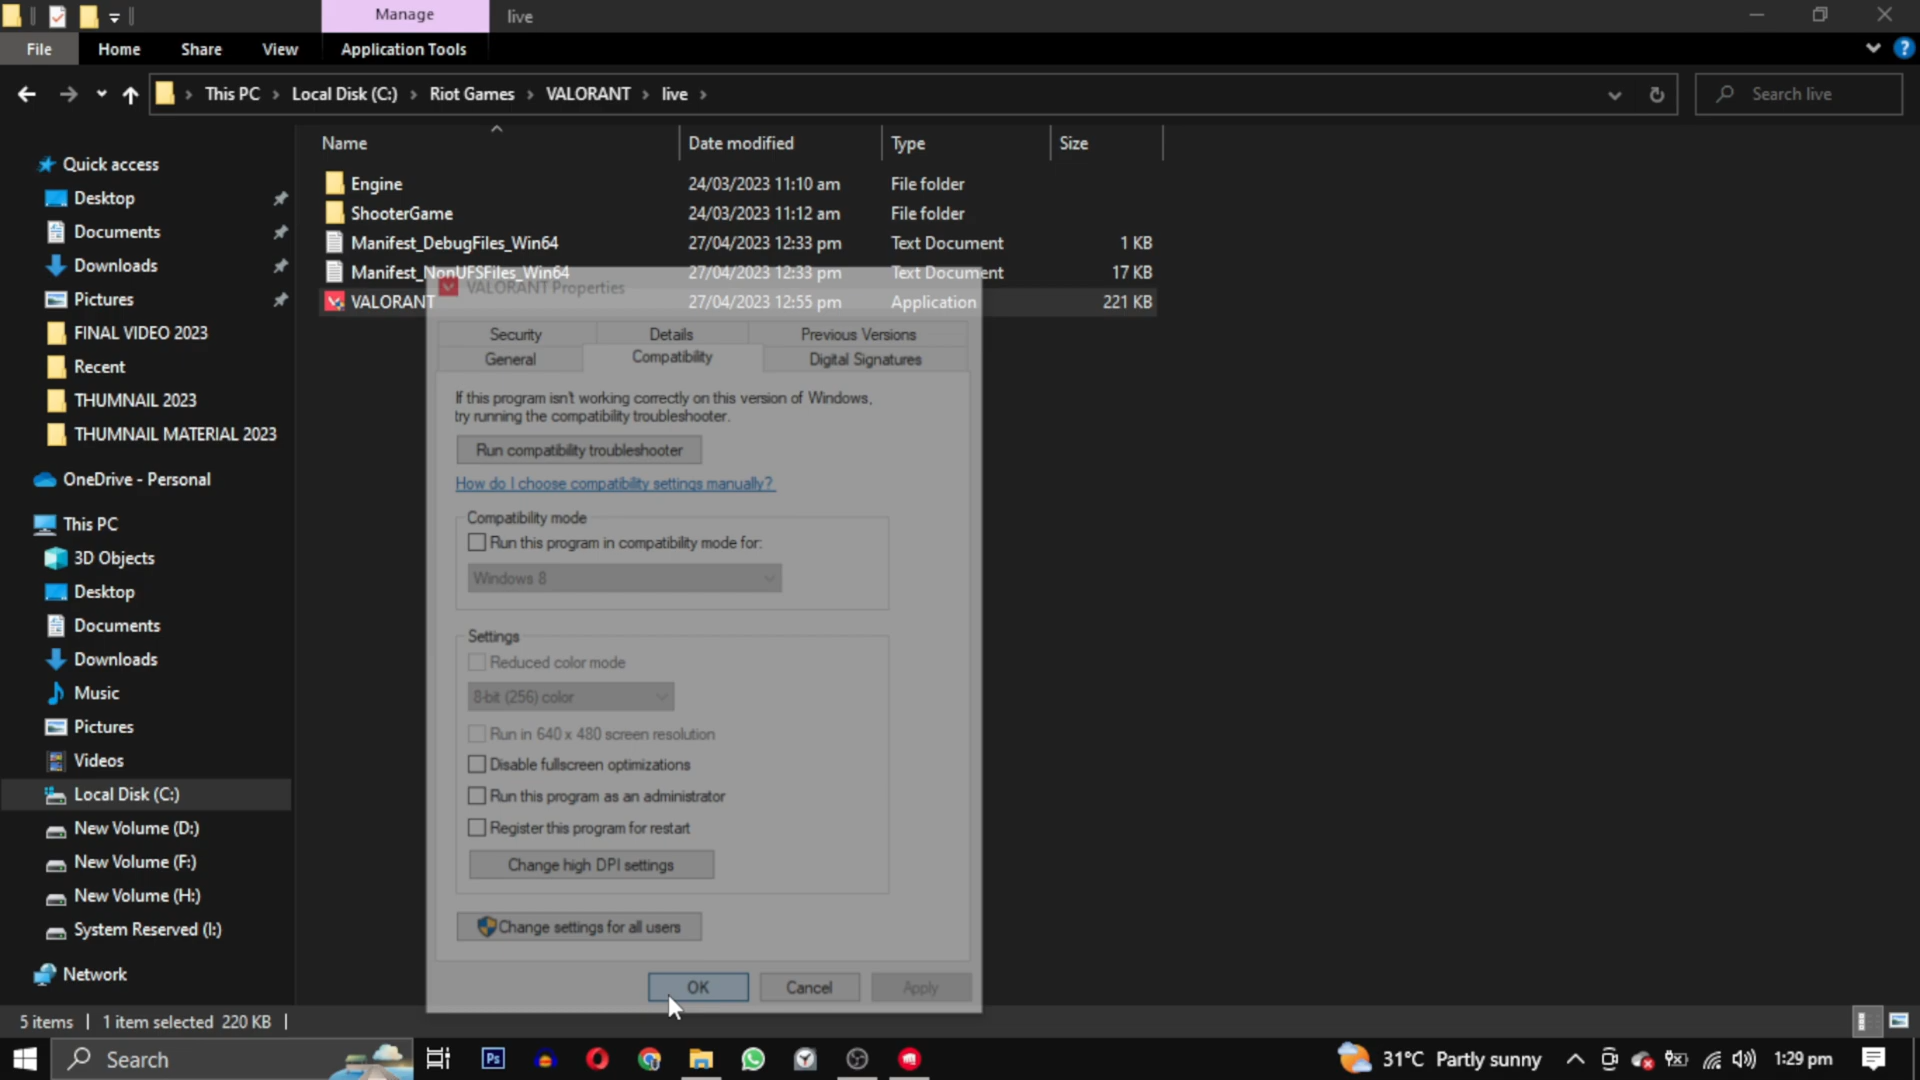 Manage
live
File
Home
Share
View
Application Tools
This PC
Local Disk (C:)
Riot Games
VALORANT
live
Search live
Name
Date modified
Type
Size
Quick access
Desktop
Documents
Downloads
Pictures
FINAL VIDEO 2023
Recent
THUMNAIL 2023
THUMNAIL MATERIAL 2023
OneDrive - Personal
This PC
3D Objects
Desktop
Documents
Downloads
Music
Pictures
Videos
Local Disk (C:)
New Volume (D:)
New Volume (F:)
New Volume (H:)
System Reserved (I:)
Network
Engine 24/03/2023 11:10 am File folder
ShooterGame 24/03/2023 11:12 am File folder
Manifest_DebugFiles_Win64 27/04/2023 12:33 pm Text Document 1 KB
Manifest_NonUFSFiles_Win64 27/04/2023 12:33 pm Text Document 17 KB
VALORANT 27/04/2023 12:55 pm Application 221 KB
VALORANT Properties
Security
Details
Previous Versions
General
Compatibility
Digital Signatures
If this program isn't working correctly on this version of Windows,
try running the compatibility troubleshooter.
Run compatibility troubleshooter
How do I choose compatibility settings manually?
Compatibility mode
Run this program in compatibility mode for:
Windows 8
Settings
Reduced color mode
8-bit (256) color
Run in 640 x 480 screen resolution
Disable fullscreen optimizations
Run this program as an administrator
Register this program for restart
Change high DPI settings
Change settings for all users
OK
Cancel
Apply
5 items
1 item selected 220 KB
Search
Ps
31°C Partly sunny
1:29 pm